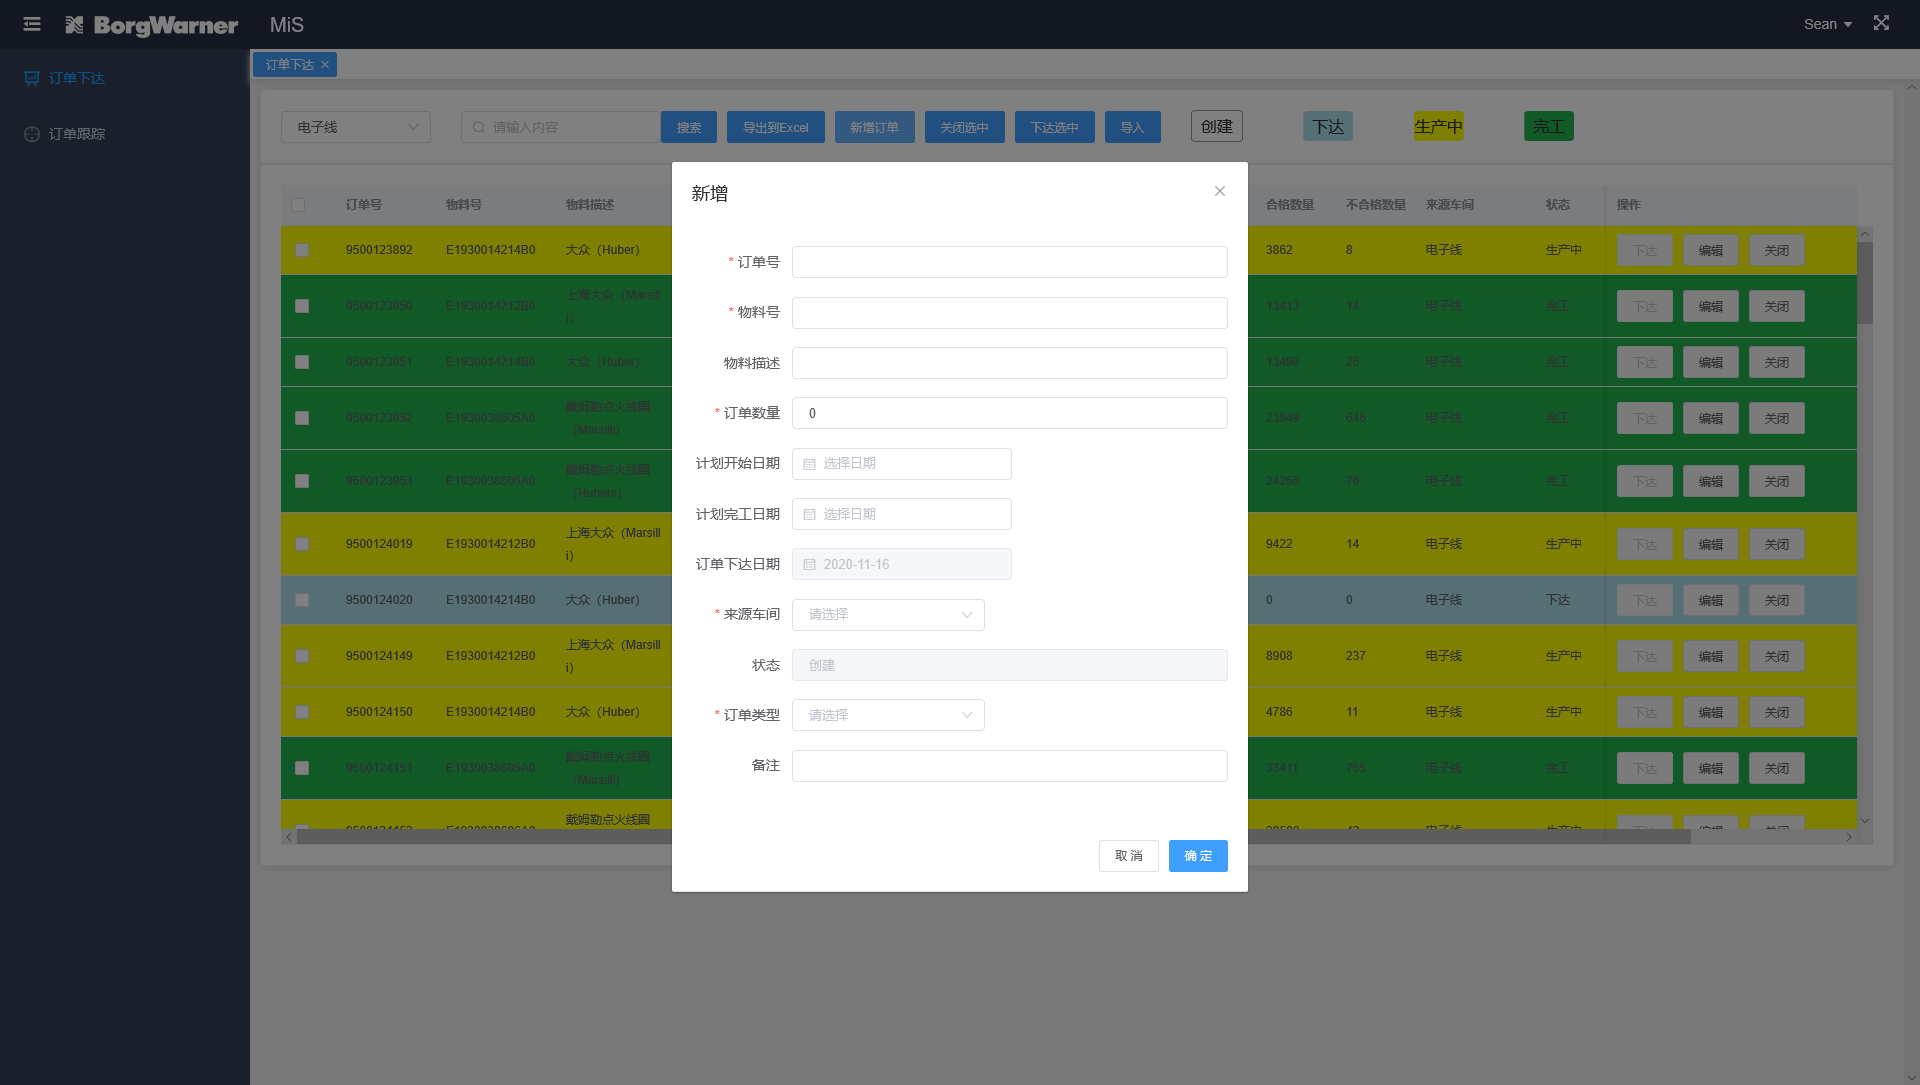 BorgWarner MiS Sean
订单下达
订单跟踪
订单下达
电子线 请输入内容 搜索 导出到Excel 新增订单 关闭选中 下达选中 导入 创建 下达 生产中 完工
订单号 物料号 物料描述 合格数量 不合格数量 来源车间 状态 操作
9500123892 E1930014214B0 大众（Huber） 3862 8 电子线 生产中 下达 编辑 关闭
9500123950 E1930014212B0 上海大众（Marsilli） 13413 14 电子线 完工 下达 编辑 关闭
9500123951 E1930014214B0 大众（Huber） 13496 26 电子线 完工 下达 编辑 关闭
9500123952 E1930038605A0 戴姆勒点火线圈（Marsilli） 23949 646 电子线 完工 下达 编辑 关闭
9500123953 E1930038606A0 戴姆勒点火线圈（Hubers） 24250 76 电子线 完工 下达 编辑 关闭
9500124019 E1930014212B0 上海大众（Marsilli） 9422 14 电子线 生产中 下达 编辑 关闭
9500124020 E1930014214B0 大众（Huber） 0 0 电子线 下达 下达 编辑 关闭
9500124149 E1930014212B0 上海大众（Marsilli） 8908 237 电子线 生产中 下达 编辑 关闭
9500124150 E1930014214B0 大众（Huber） 4786 11 电子线 生产中 下达 编辑 关闭
9500124151 E1930038605A0 戴姆勒点火线圈（Marsilli） 33411 755 电子线 完工 下达 编辑 关闭
戴姆勒点火线圈
新增
* 订单号
* 物料号
物料描述
* 订单数量 0
计划开始日期 选择日期
计划完工日期 选择日期
订单下达日期 2020-11-16
* 来源车间 请选择
状态 创建
* 订单类型 请选择
备注
取消 确定